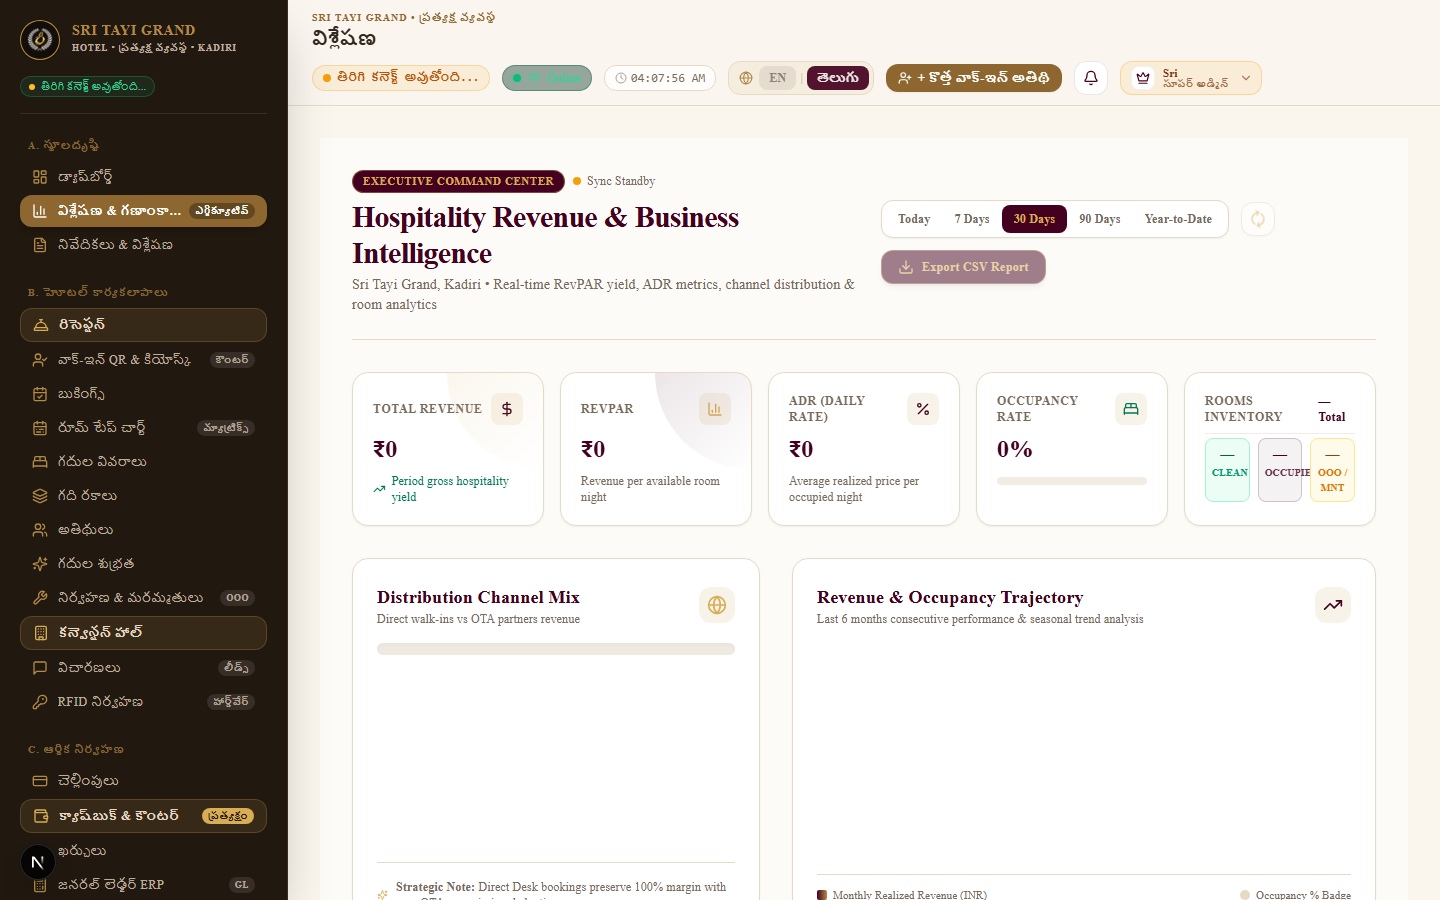 SRI TAYI GRAND
HOTEL • ప్రత్యక్ష వ్యవస్థ • KADIRI
తిరిగి కనెక్ట్ అవుతోంది...
A. స్థూలదృష్టి
డ్యాష్‌బోర్డ్
విశ్లేషణ & గణాంకా... ఎగ్జిక్యూటివ్
నివేదికలు & విశ్లేషణ
B. హోటల్ కార్యకలాపాలు
రిసెప్షన్
వాక్-ఇన్ QR & కియోస్క్ కౌంటర్
బుకింగ్స్
రూమ్ టేప్ చార్ట్ మ్యాట్రిక్స్
గదుల వివరాలు
గది రకాలు
అతిథులు
గదుల శుభ్రత
నిర్వహణ & మరమ్మతులు OOO
కన్వెన్షన్ హాల్
విచారణలు లీడ్స్
RFID నిర్వహణ హార్డ్‌వేర్
C. ఆర్థిక నిర్వహణ
చెల్లింపులు
క్యాష్‌బుక్ & కౌంటర్ ప్రత్యక్షం
ఖర్చులు
జనరల్ లెడ్జర్ ERP GL
N
SRI TAYI GRAND • ప్రత్యక్ష వ్యవస్థ
విశ్లేషణ
తిరిగి కనెక్ట్ అవుతోంది...
04:07:56 AM
EN తెలుగు
+ కొత్త వాక్-ఇన్ అతిథి
Sri
సూపర్ అడ్మిన్
EXECUTIVE COMMAND CENTER Sync Standby
Hospitality Revenue & Business
Intelligence
Sri Tayi Grand, Kadiri • Real-time RevPAR yield, ADR metrics, channel distribution &
room analytics
Today 7 Days 30 Days 90 Days Year-to-Date
Export CSV Report
TOTAL REVENUE $
₹0
Period gross hospitality
yield
REVPAR
₹0
Revenue per available room
night
ADR (DAILY
RATE)
₹0
Average realized price per
occupied night
OCCUPANCY
RATE
0%
ROOMS
INVENTORY
—
Total
— — —
CLEAN OCCUPIE OOO /
MNT
Distribution Channel Mix
Direct walk-ins vs OTA partners revenue
Strategic Note: Direct Desk bookings preserve 100% margin with
Revenue & Occupancy Trajectory
Last 6 months consecutive performance & seasonal trend analysis
Monthly Realized Revenue (INR) Occupancy % Badge